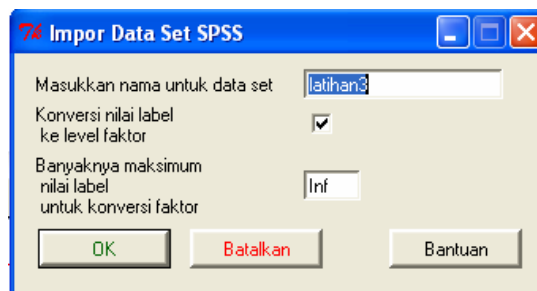 Impor Data Set SPSS
Masukkan nama untuk data set latihan3
Konversi nilai label
ke level faktor
Banyaknya maksimum
nilai label Inf
untuk konversi faktor
OK Batalkan Bantuan